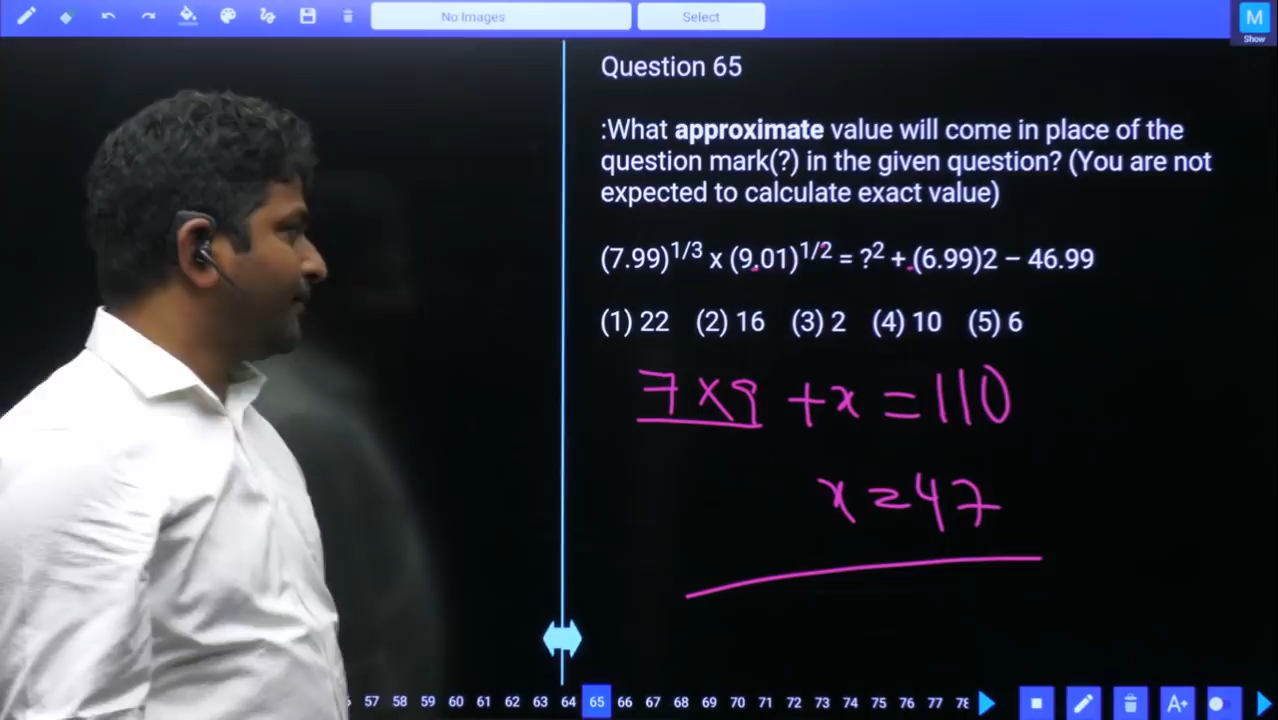 No Images Select M
Show
Question 65
:What approximate value will come in place of the
question mark(?) in the given question? (You are not
expected to calculate exact value)
(7.99)^1/3 x (9.01)^1/2 = ?^2 + (6.99)2 – 46.99
(1) 22 (2) 16 (3) 2 (4) 10 (5) 6
7 x 9 + x = 110
x = 47
57 58 59 60 61 62 63 64 65 66 67 68 69 70 71 72 73 74 75 76 77 78 A+